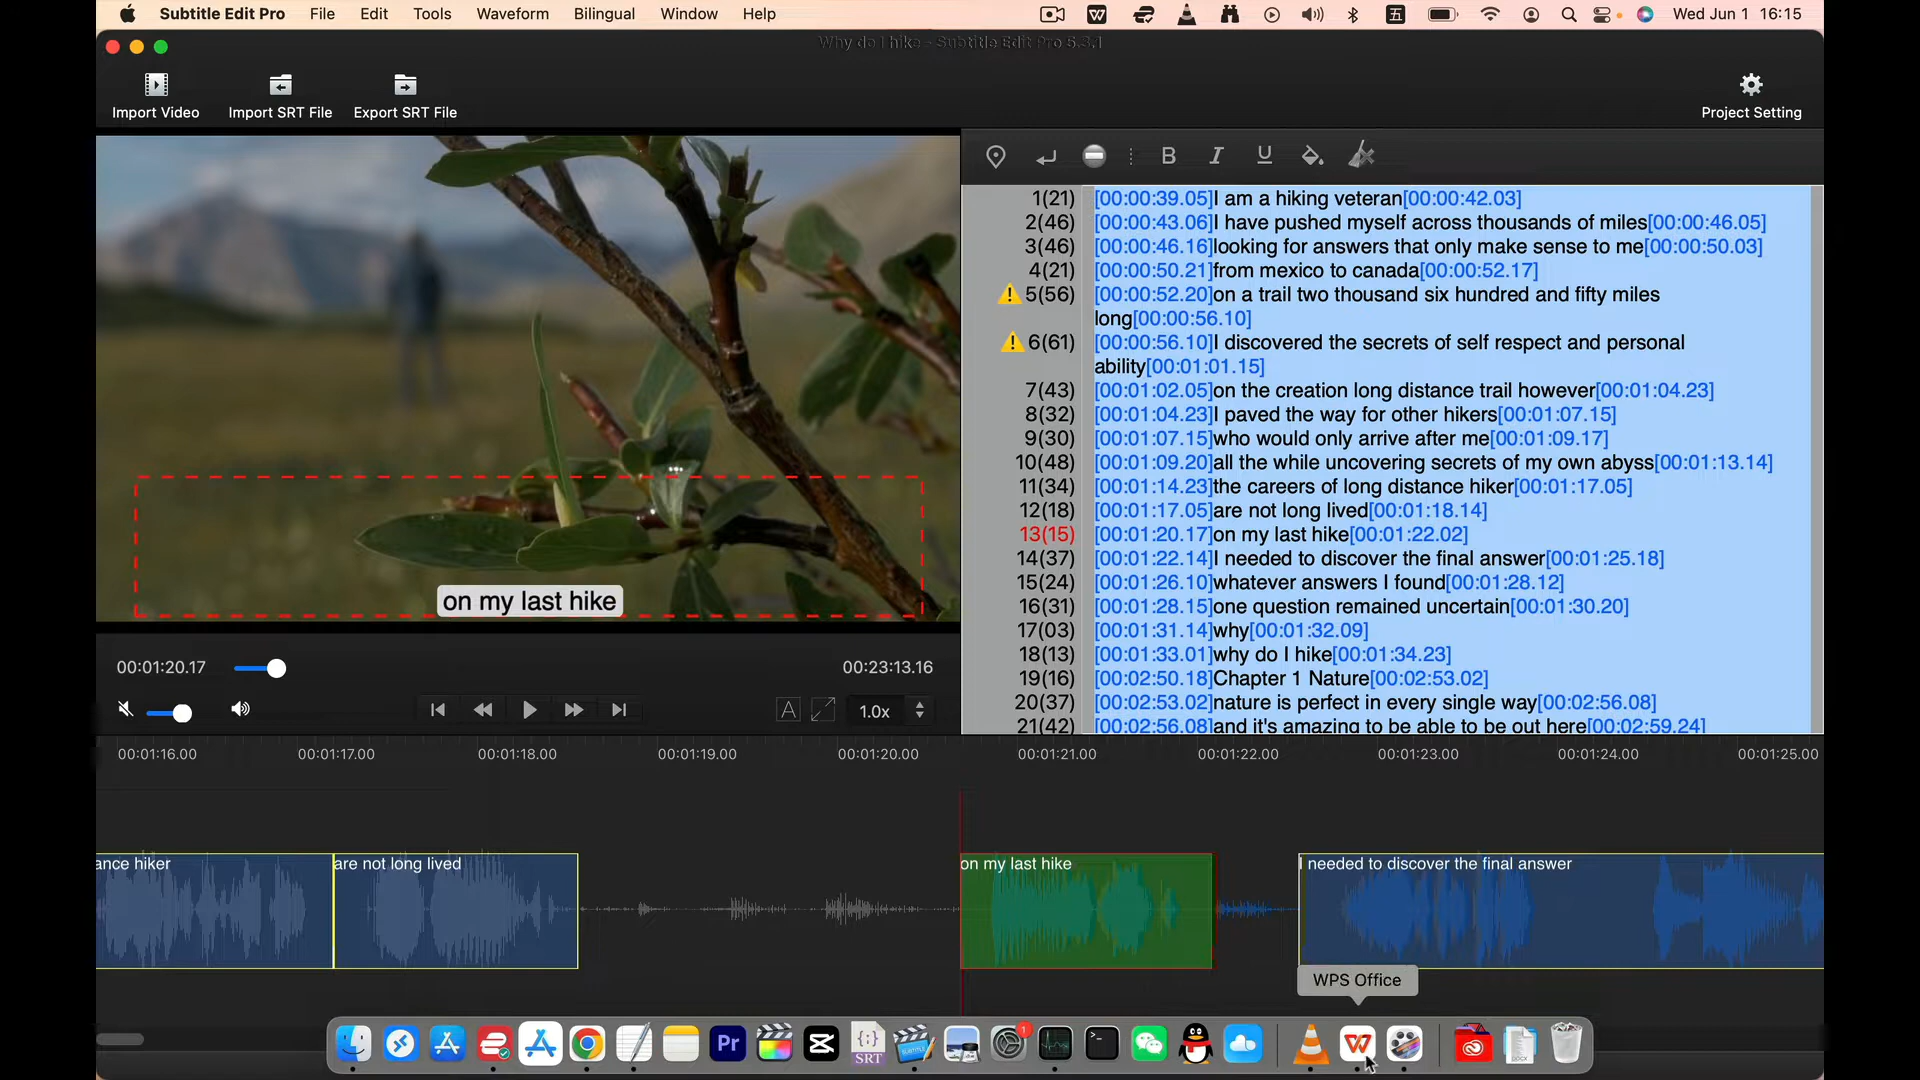 Subtitle Edit Pro File Edit Tools Waveform Bilingual Window Help 五 Wed Jun 1 16:15
Why do I hike - Subtitle Edit Pro 5.3.1
Import Video Import SRT File Export SRT File Project Setting
B I U
1(21) [00:00:39.05]I am a hiking veteran[00:00:42.03]
2(46) [00:00:43.06]I have pushed myself across thousands of miles[00:00:46.05]
3(46) [00:00:46.16]looking for answers that only make sense to me[00:00:50.03]
4(21) [00:00:50.21]from mexico to canada[00:00:52.17]
5(56) [00:00:52.20]on a trail two thousand six hundred and fifty miles
long[00:00:56.10]
6(61) [00:00:56.10]I discovered the secrets of self respect and personal
ability[00:01:01.15]
7(43) [00:01:02.05]on the creation long distance trail however[00:01:04.23]
8(32) [00:01:04.23]I paved the way for other hikers[00:01:07.15]
9(30) [00:01:07.15]who would only arrive after me[00:01:09.17]
10(48) [00:01:09.20]all the while uncovering secrets of my own abyss[00:01:13.14]
11(34) [00:01:14.23]the careers of long distance hiker[00:01:17.05]
12(18) [00:01:17.05]are not long lived[00:01:18.14]
13(15) [00:01:20.17]on my last hike[00:01:22.02]
14(37) [00:01:22.14]I needed to discover the final answer[00:01:25.18]
15(24) [00:01:26.10]whatever answers I found[00:01:28.12]
16(31) [00:01:28.15]one question remained uncertain[00:01:30.20]
17(03) [00:01:31.14]why[00:01:32.09]
18(13) [00:01:33.01]why do I hike[00:01:34.23]
19(16) [00:02:50.18]Chapter 1 Nature[00:02:53.02]
20(37) [00:02:53.02]nature is perfect in every single way[00:02:56.08]
21(42) [00:02:56.08]and it's amazing to be able to be out here[00:02:59.24]
on my last hike
00:01:20.17 00:23:13.16
A 1.0x
00:01:16.00 00:01:17.00 00:01:18.00 00:01:19.00 00:01:20.00 00:01:21.00 00:01:22.00 00:01:23.00 00:01:24.00 00:01:25.00
ance hiker are not long lived on my last hike I needed to discover the final answer
WPS Office
Pr {:} SRT SUBTITLE 1 W DOCX